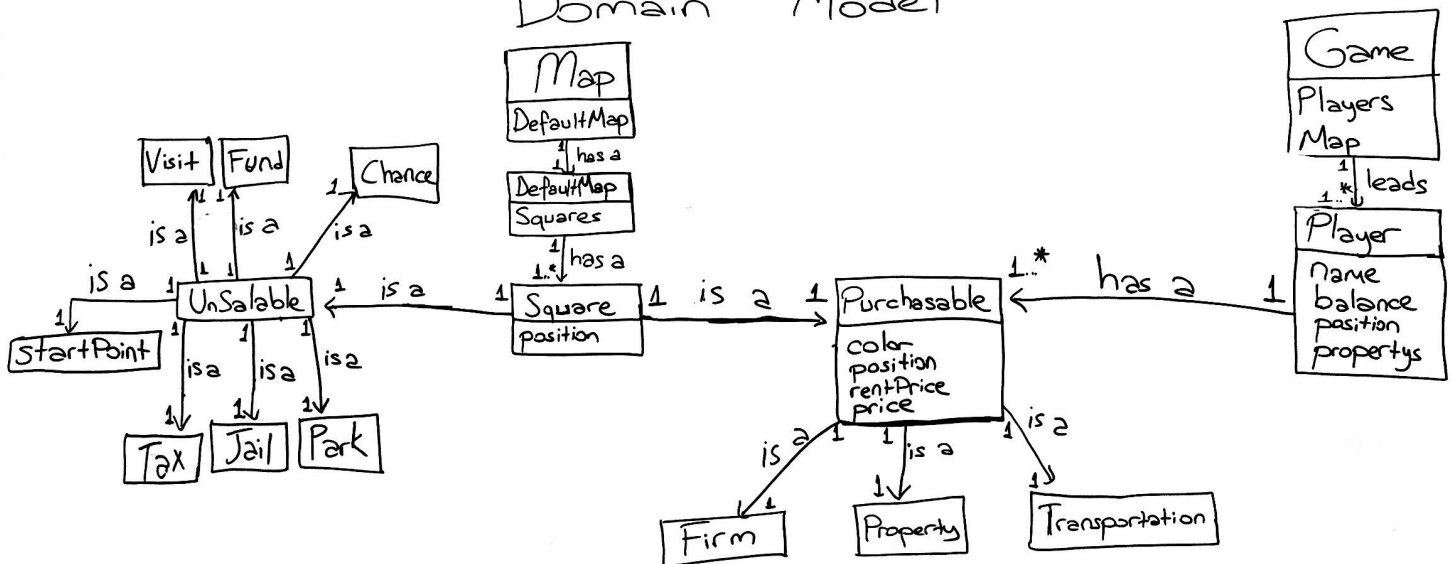 Domain Model
Map
DefaultMap
1
has a
1
DefaultMap
Squares
1
has a
1..*
Square
position
Game
Players
Map
1
leads
1..*
Player
name
balance
position
propertys
1
has a
1..*
Purchasable
color
position
rentPrice
price
1
is a
1
1
is a
1
UnSalable
Visit
1
is a
1
Fund
1
is a
1
Chance
1
is a
1
1
is a
1
StartPoint
1
is a
1
Tax
1
is a
1
Jail
1
is a
1
Park
1
is a
1
Firm
1
is a
1
Property
1
is a
1
Transportation